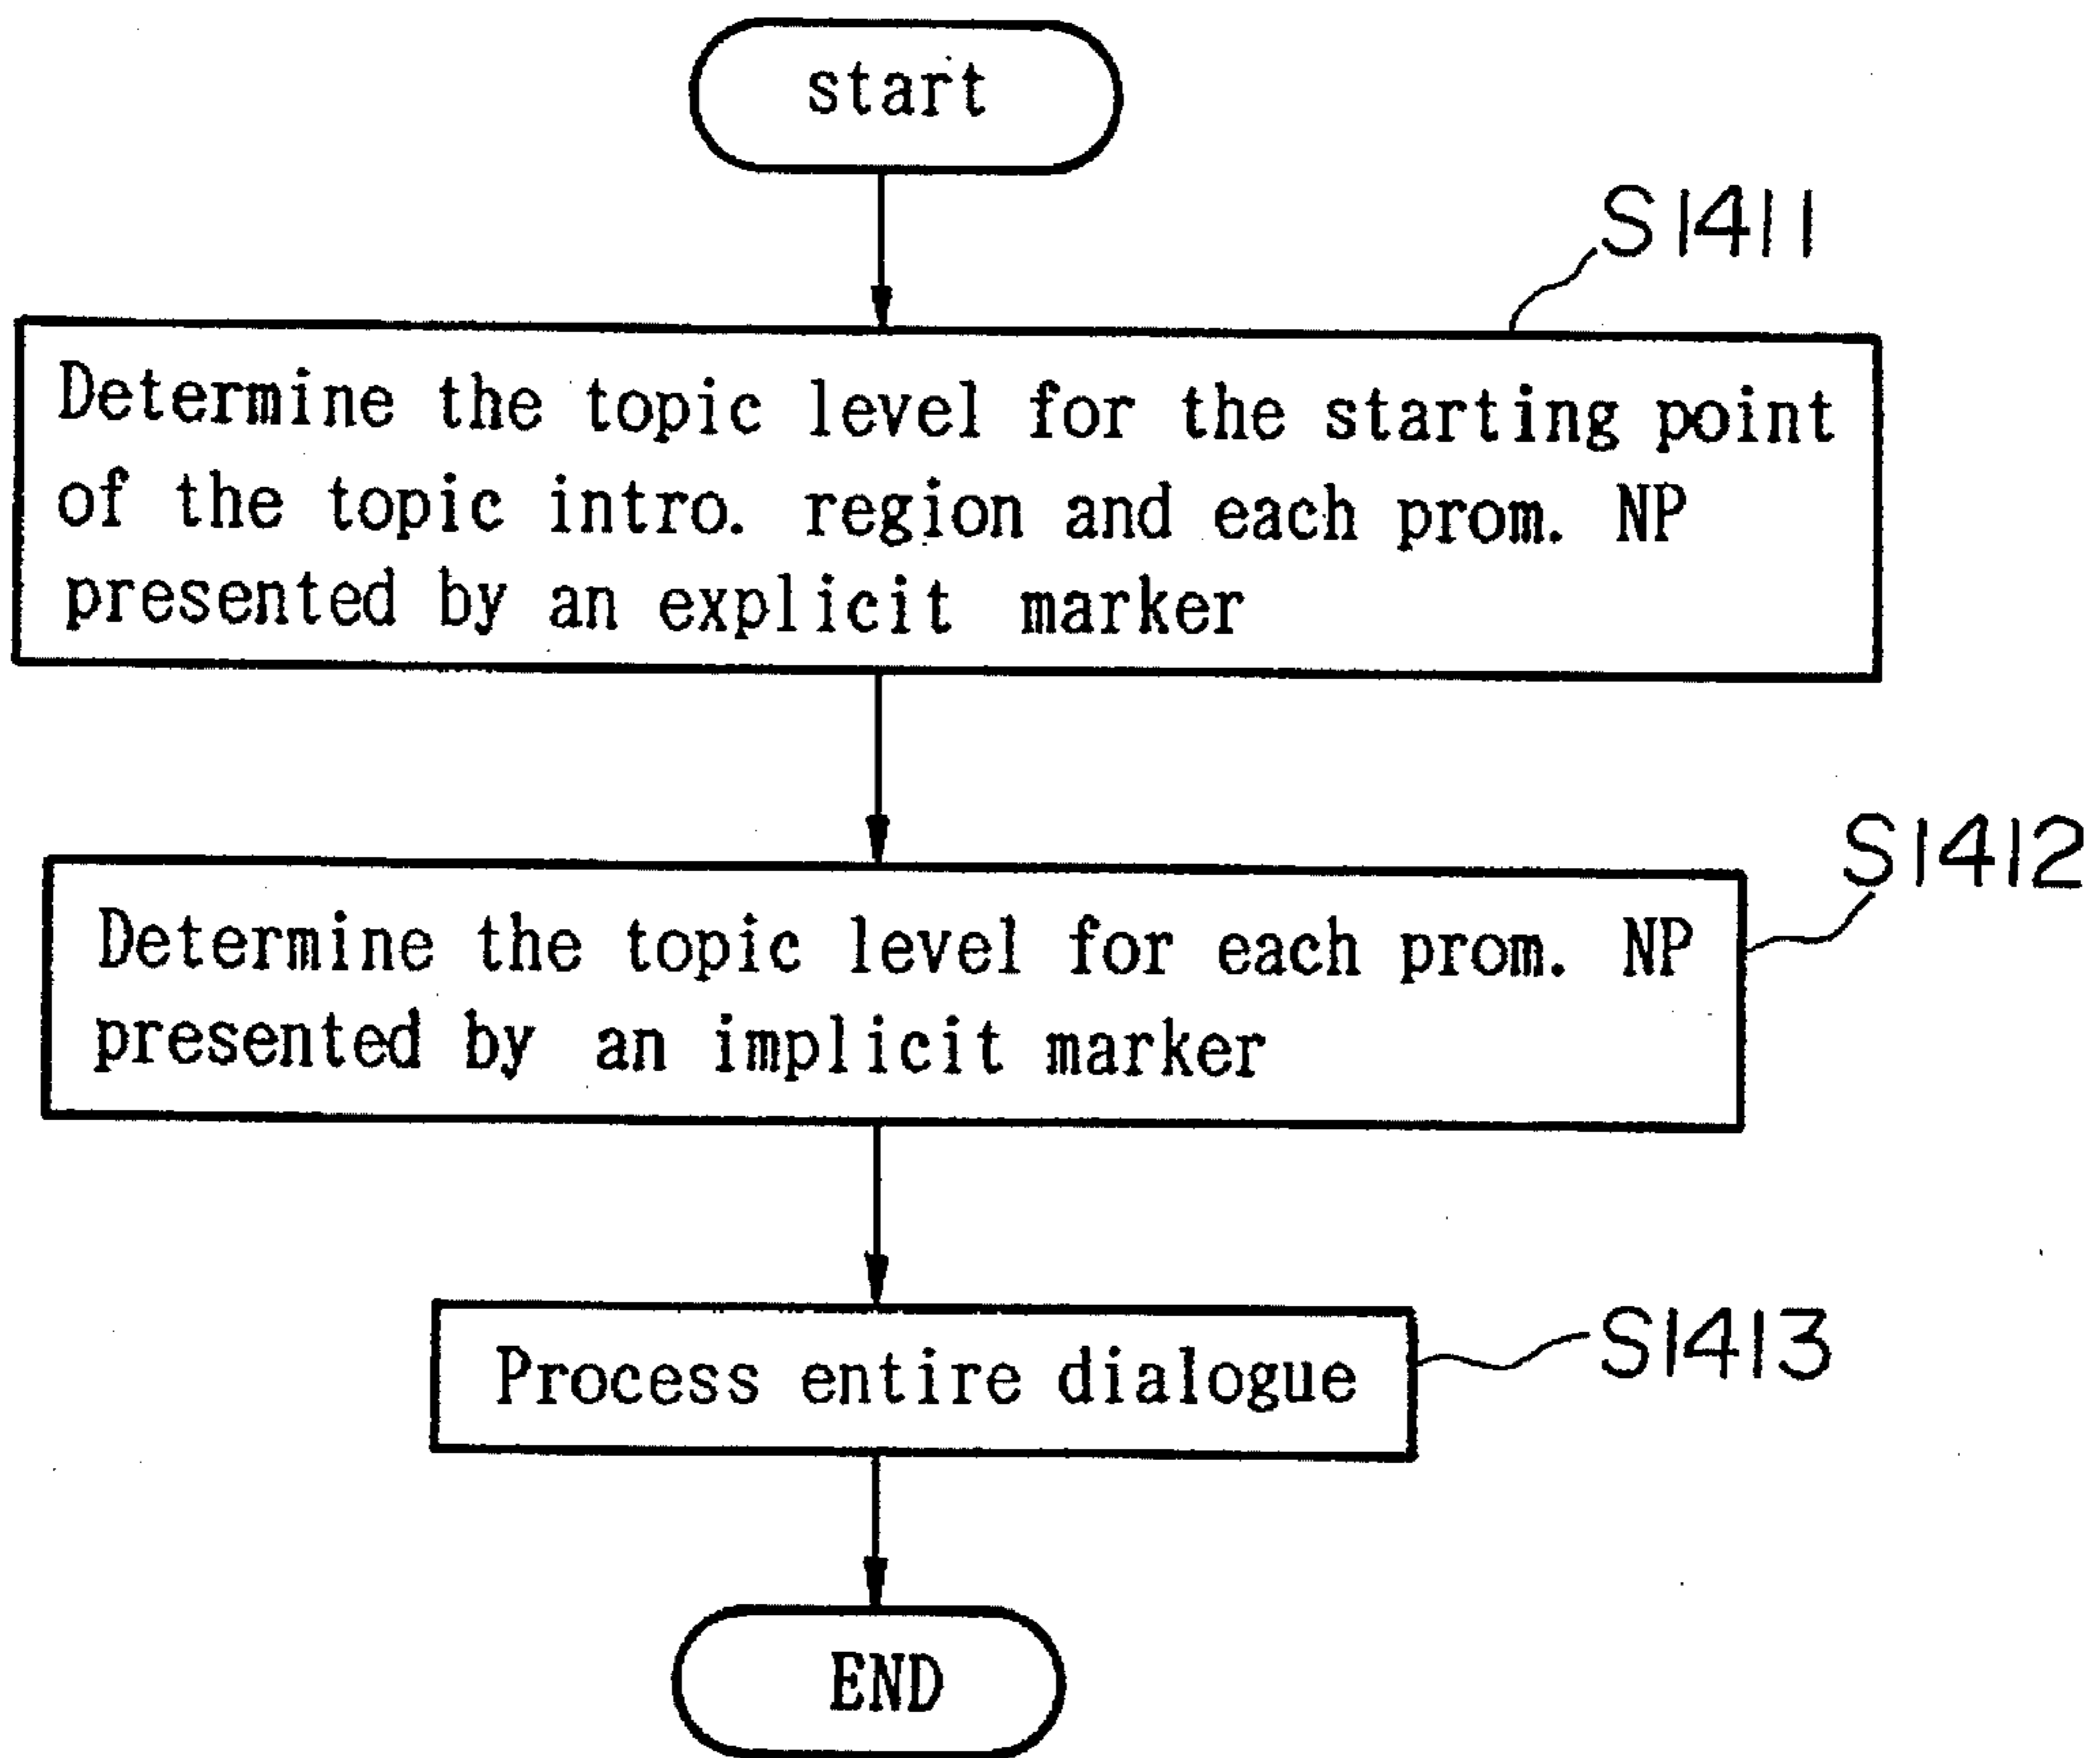 start
S1411
Determine the topic level for the starting point
of the topic intro. region and each prom. NP
presented by an explicit marker
S1412
Determine the topic level for each prom. NP
presented by an implicit marker
Process entire dialogue
S1413
END